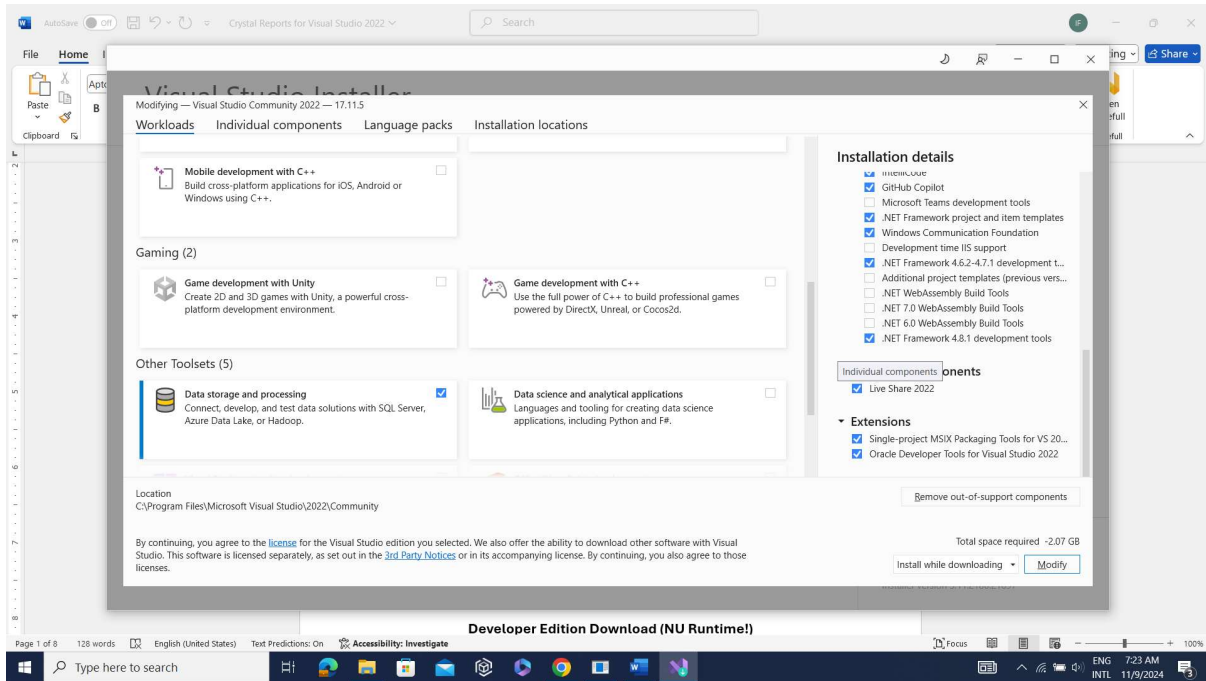 AutoSave Off Crystal Reports for Visual Studio 2022 Search IF
File Home Share
Paste
B
Clipboard
Visual Studio Installer
Modifying — Visual Studio Community 2022 — 17.11.5
Workloads Individual components Language packs Installation locations
Mobile development with C++
Build cross-platform applications for iOS, Android or
Windows using C++.
Gaming (2)
Game development with Unity
Create 2D and 3D games with Unity, a powerful cross-
platform development environment.
Game development with C++
Use the full power of C++ to build professional games
powered by DirectX, Unreal, or Cocos2d.
Other Toolsets (5)
Data storage and processing
Connect, develop, and test data solutions with SQL Server,
Azure Data Lake, or Hadoop.
Data science and analytical applications
Languages and tooling for creating data science
applications, including Python and F#.
Installation details
IntelliCode
GitHub Copilot
Microsoft Teams development tools
.NET Framework project and item templates
Windows Communication Foundation
Development time IIS support
.NET Framework 4.6.2-4.7.1 development t...
Additional project templates (previous vers...
.NET WebAssembly Build Tools
.NET 7.0 WebAssembly Build Tools
.NET 6.0 WebAssembly Build Tools
.NET Framework 4.8.1 development tools
Individual components onents
Live Share 2022
Extensions
Single-project MSIX Packaging Tools for VS 20...
Oracle Developer Tools for Visual Studio 2022
Location
C:\Program Files\Microsoft Visual Studio\2022\Community
Remove out-of-support components
By continuing, you agree to the license for the Visual Studio edition you selected. We also offer the ability to download other software with Visual
Studio. This software is licensed separately, as set out in the 3rd Party Notices or in its accompanying license. By continuing, you also agree to those
licenses.
Total space required -2.07 GB
Install while downloading Modify
Developer Edition Download (NU Runtime!)
Page 1 of 8 128 words English (United States) Text Predictions: On Accessibility: Investigate Focus 100%
Type here to search
ENG 7:23 AM
INTL 11/9/2024 3